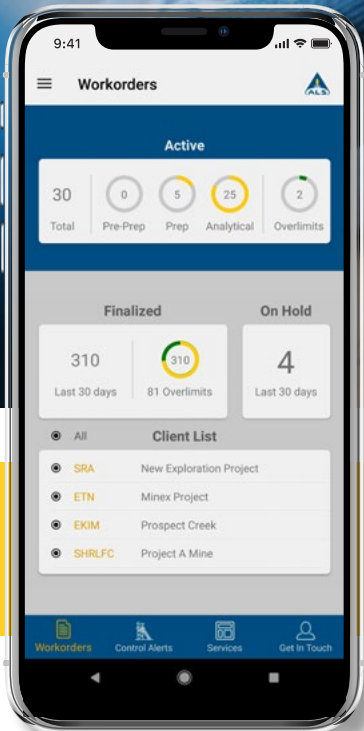 9:41
Workorders
ALS
Active
30
0
5
25
2
Total
Pre-Prep
Prep
Analytical
Overlimits
Finalized
On Hold
310
310
4
Last 30 days
81 Overlimits
Last 30 days
All
Client List
SRA New Exploration Project
ETN Minex Project
EKIM Prospect Creek
SHRLFC Project A Mine
Workorders
Control Alerts
Services
Get In Touch